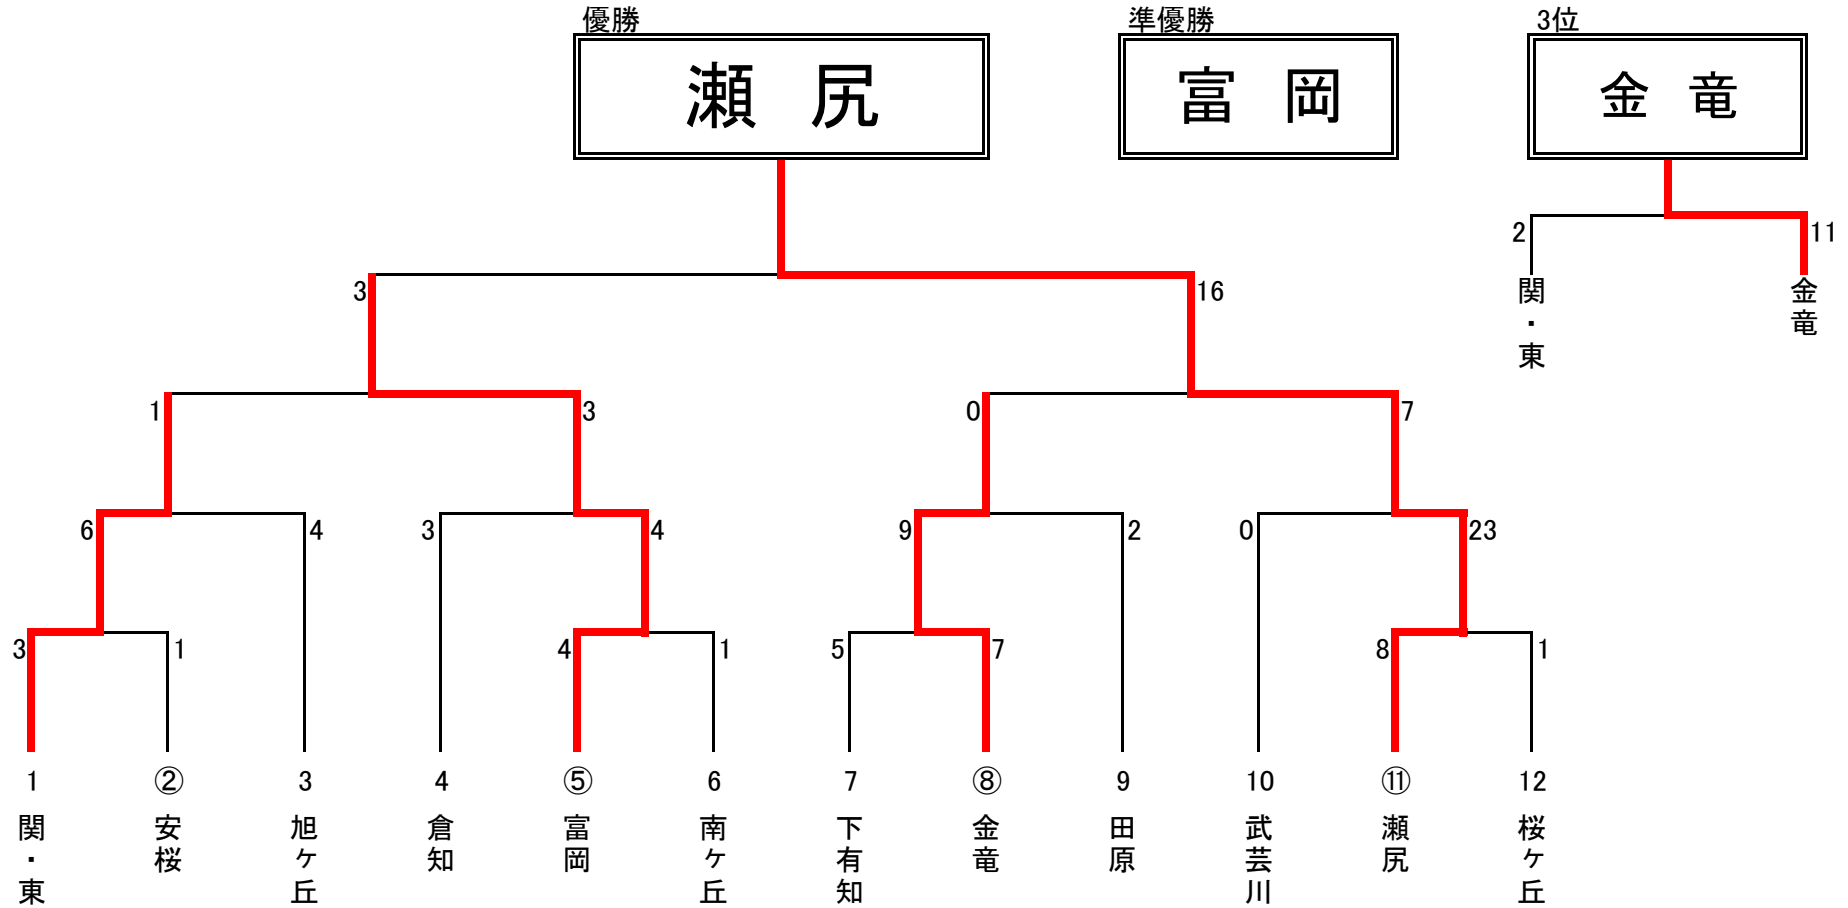 優勝
準優勝
3位
瀬尻
富岡
金竜
2
11
関・東
金竜
3
16
1
3
0
7
6
4
3
4
9
2
0
23
3
1
4
1
5
7
8
1
1
②
3
4
⑤
6
7
⑧
9
10
⑪
12
関・東
安桜
旭ヶ丘
倉知
富岡
南ヶ丘
下有知
金竜
田原
武芸川
瀬尻
桜ヶ丘